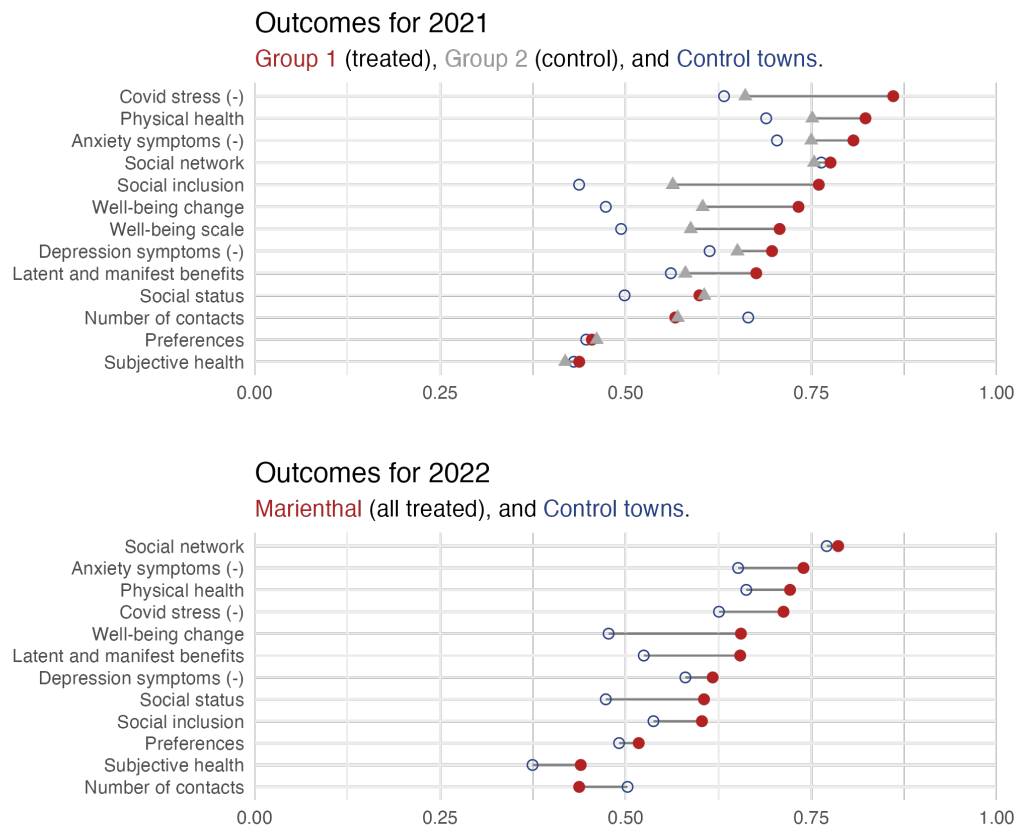 Outcomes for 2021
Group 1 (treated), Group 2 (control), and Control towns.
Covid stress (-)
Physical health
Anxiety symptoms (-)
Social network
Social inclusion
Well-being change
Well-being scale
Depression symptoms (-)
Latent and manifest benefits
Social status
Number of contacts
Preferences
Subjective health
0.00 0.25 0.50 0.75 1.00
Outcomes for 2022
Marienthal (all treated), and Control towns.
Social network
Anxiety symptoms (-)
Physical health
Covid stress (-)
Well-being change
Latent and manifest benefits
Depression symptoms (-)
Social status
Social inclusion
Preferences
Subjective health
Number of contacts
0.00 0.25 0.50 0.75 1.00